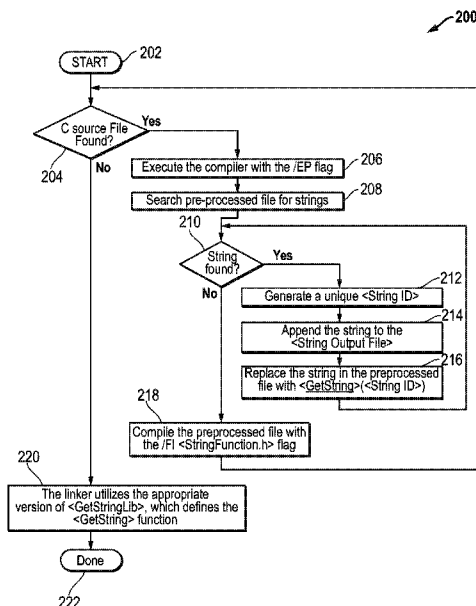 200
START
202
C source File
Found?
Yes
No
204
Execute the compiler with the /EP flag
206
Search pre-processed file for strings
208
210
String
found?
Yes
No
212
Generate a unique <String ID>
214
Append the string to the
<String Output File>
216
Replace the string in the preprocessed
file with <GetString>(<String ID>)
218
Compile the preprocessed file with
the /FI <StringFunction.h> flag
220
The linker utilizes the appropriate
version of <GetStringLib>, which defines the
<GetString> function
Done
222